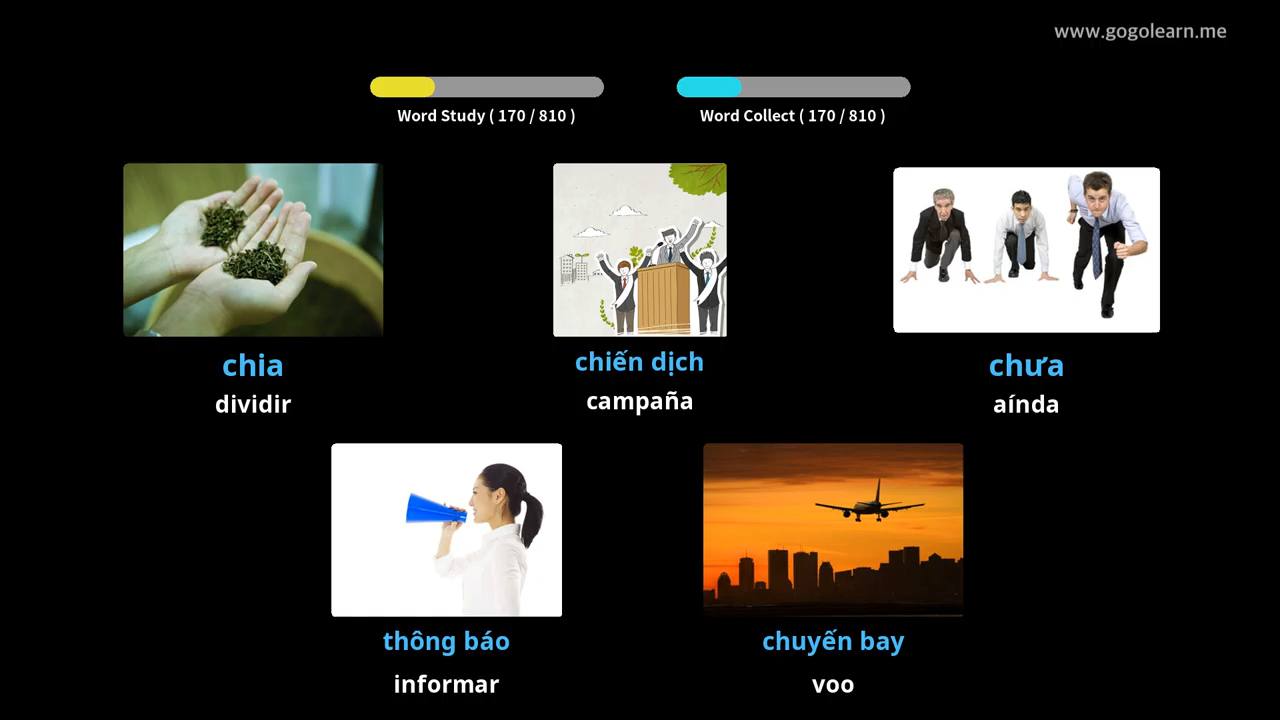 www.gogolearn.me
Word Study ( 170 / 810 )
Word Collect ( 170 / 810 )
chia
dividir
chiến dịch
campaña
chưa
aínda
thông báo
informar
chuyến bay
voo